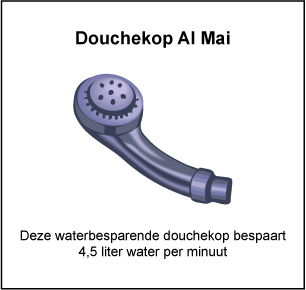 Douchekop Al Mai
Deze waterbesparende douchekop bespaart
4,5 liter water per minuut